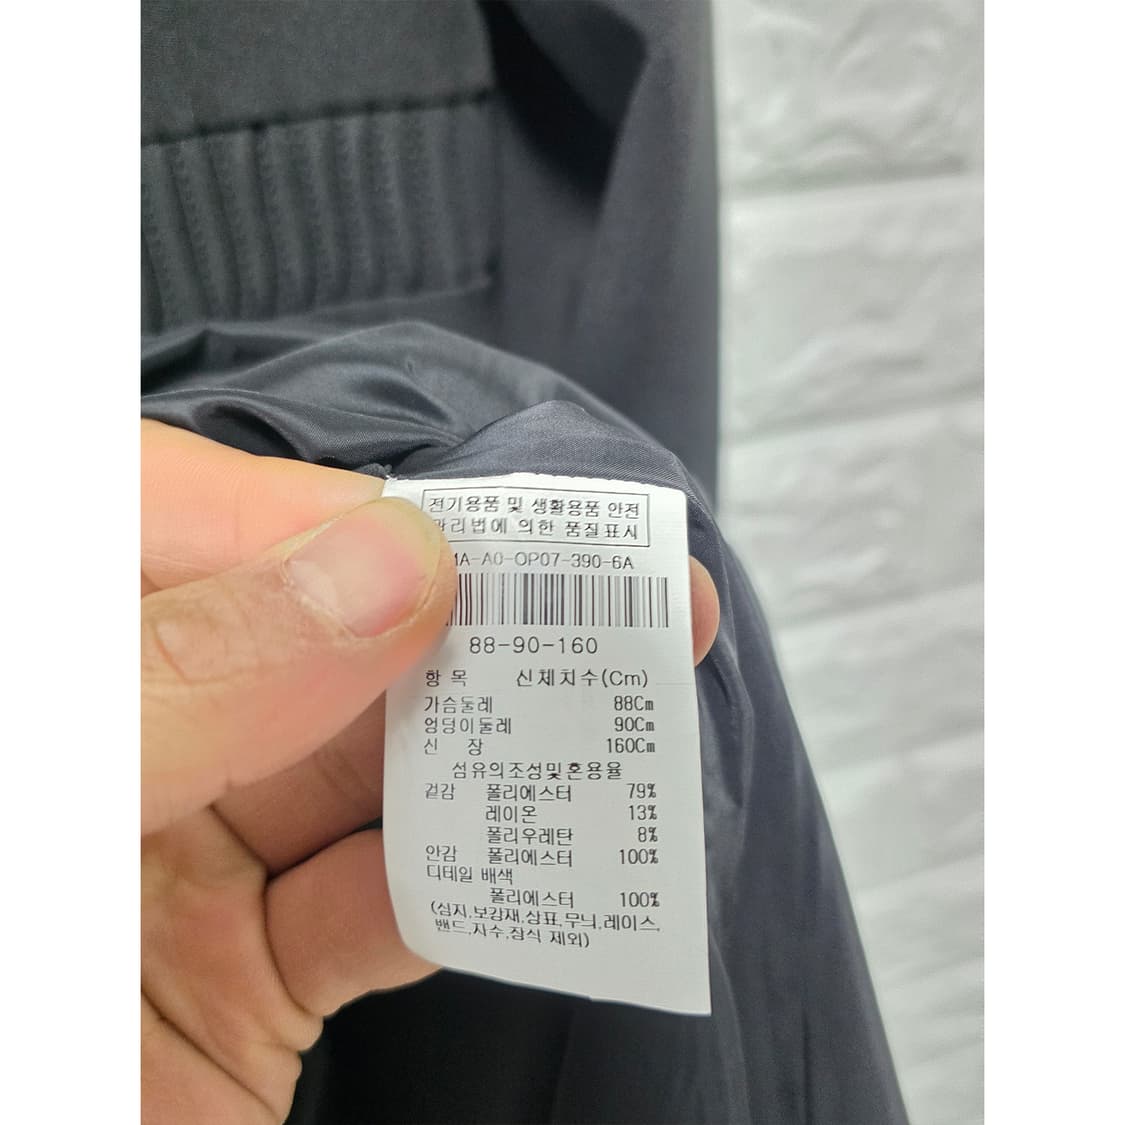 전기용품 및 생활용품 안전
관리법에 의한 품질표시
MA-A0-OP07-390-6A
88-90-160
항 목 신체치수(Cm)
가슴둘레 88Cm
엉덩이둘레 90Cm
신 장 160Cm
섬유의조성및혼용율
겉감 폴리에스터 79%
레이온 13%
폴리우레탄 8%
안감 폴리에스터 100%
디테일 배색
폴리에스터 100%
(심지,보강재,상표,무늬,레이스,
밴드,자수,장식 제외)